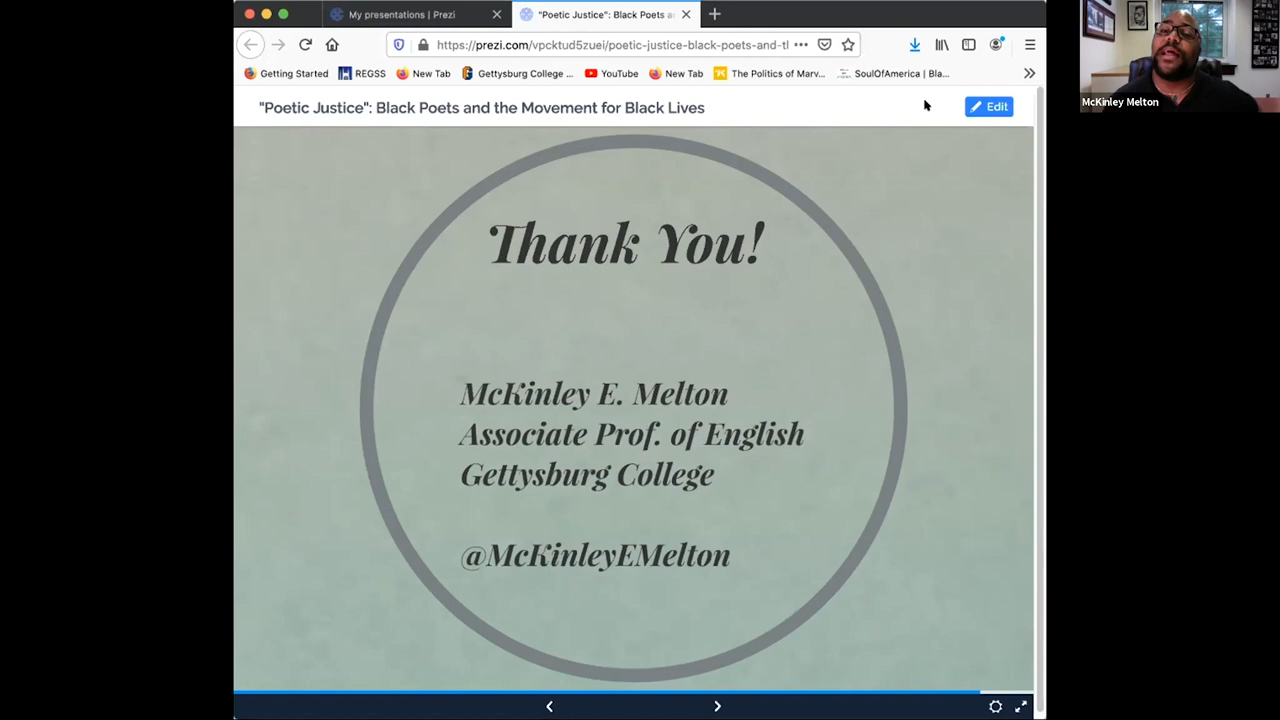 My presentations | Prezi
"Poetic Justice": Black Poets a
https://prezi.com/vpcktud5zuei/poetic-justice-black-poets-and-tl
Getting Started
REGSS
New Tab
Gettysburg College ...
YouTube
New Tab
The Politics of Marv...
SoulOfAmerica | Bla...
McKinley Melton
"Poetic Justice": Black Poets and the Movement for Black Lives
Edit
Thank You!
McKinley E. Melton
Associate Prof. of English
Gettysburg College
@McKinleyEMelton